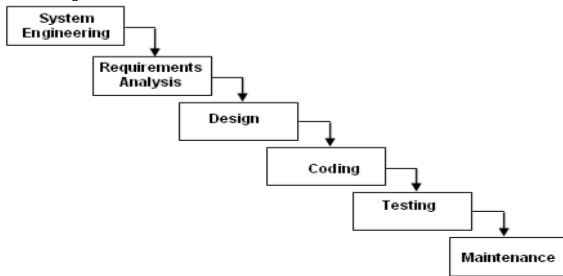 System
Engineering
Requirements
Analysis
Design
Coding
Testing
Maintenance